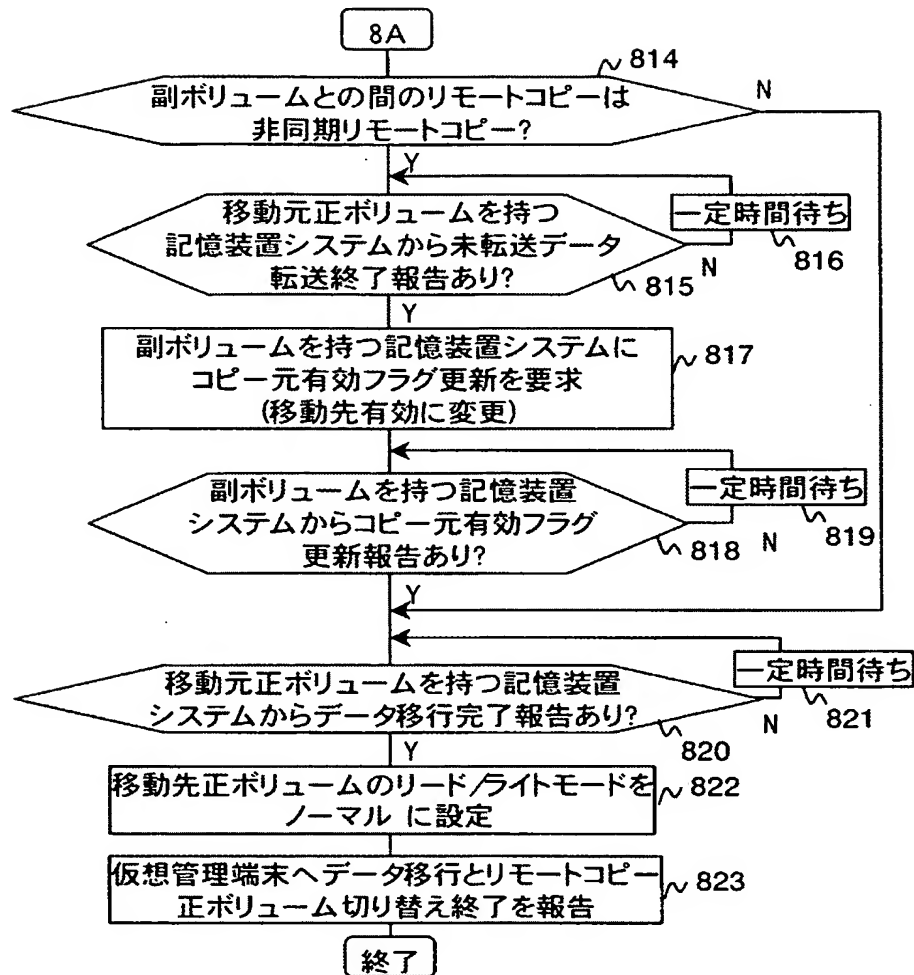 8A
814
副ボリュームとの間のリモートコピーは
非同期リモートコピー?
N
Y
移動元正ボリュームを持つ
記憶装置システムから未転送データ
転送終了報告あり?
815
N
一定時間待ち
816
Y
副ボリュームを持つ記憶装置システムに
コピー元有効フラグ更新を要求
(移動先有効に変更)
817
副ボリュームを持つ記憶装置
システムからコピー元有効フラグ
更新報告あり?
818
N
一定時間待ち
819
Y
移動元正ボリュームを持つ記憶装置
システムからデータ移行完了報告あり?
820
N
一定時間待ち
821
Y
移動先正ボリュームのリード/ライトモードを
ノーマル に設定
822
仮想管理端末へデータ移行とリモートコピー
正ボリューム切り替え終了を報告
823
終了